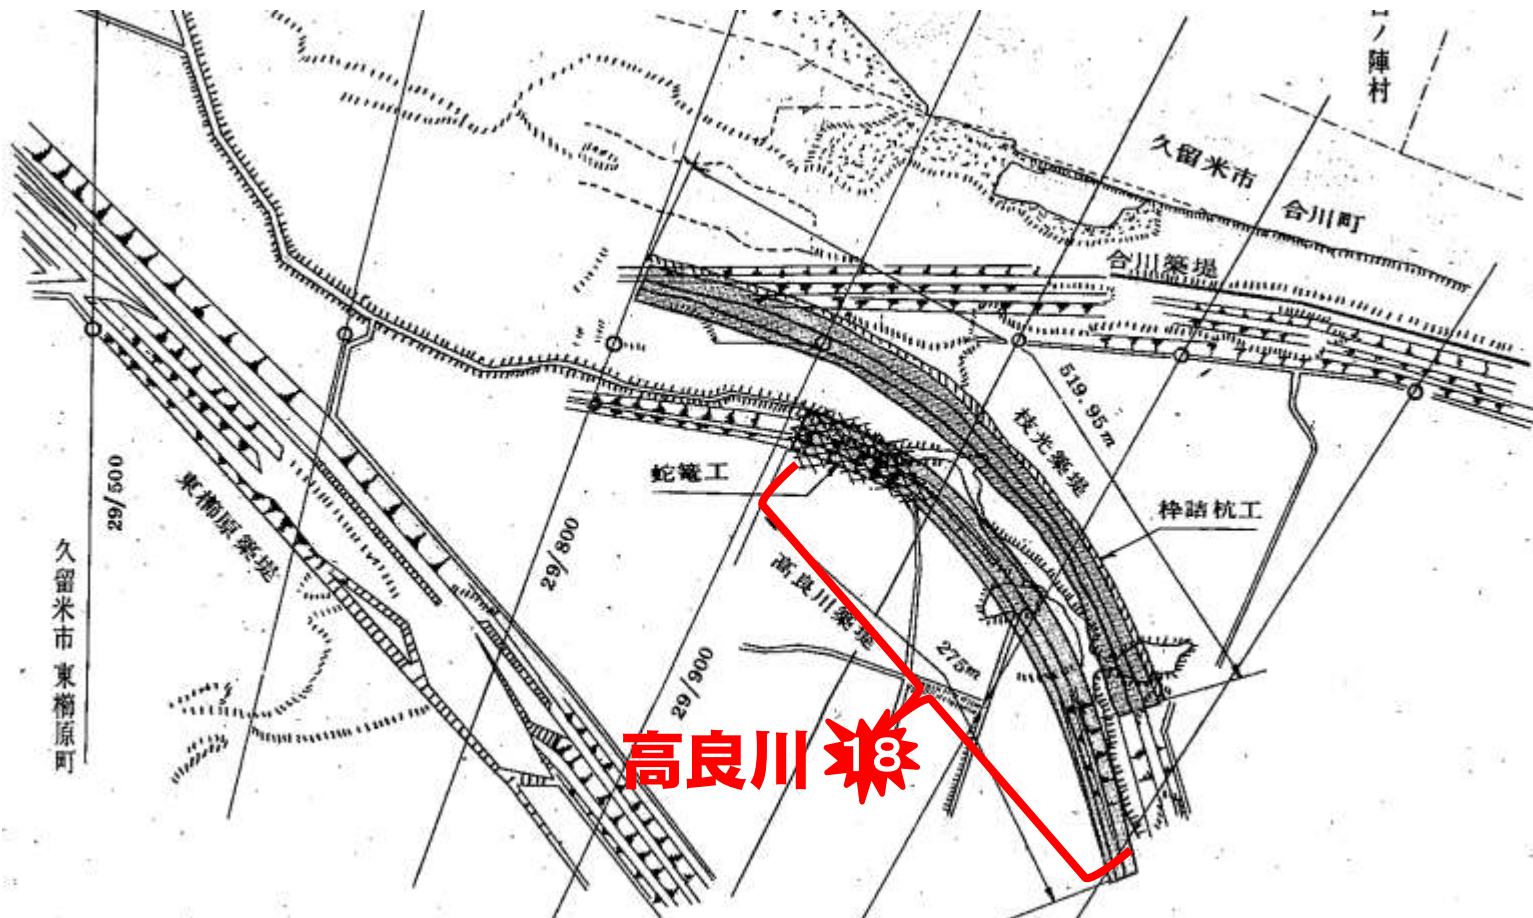 ノ陣村
久留米市
合川町
合川築堤
519.95m
枝光築堤
蛇篭工
枠詰杭工
29/500
東櫛原築堤
久留米市東櫛原町
29/800
高良川築堤
275m
29/900
高良川
18